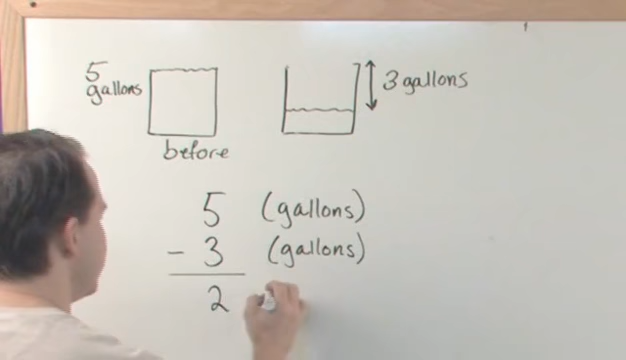 5
gallons
3 gallons
before
5 (gallons)
- 3 (gallons)
2